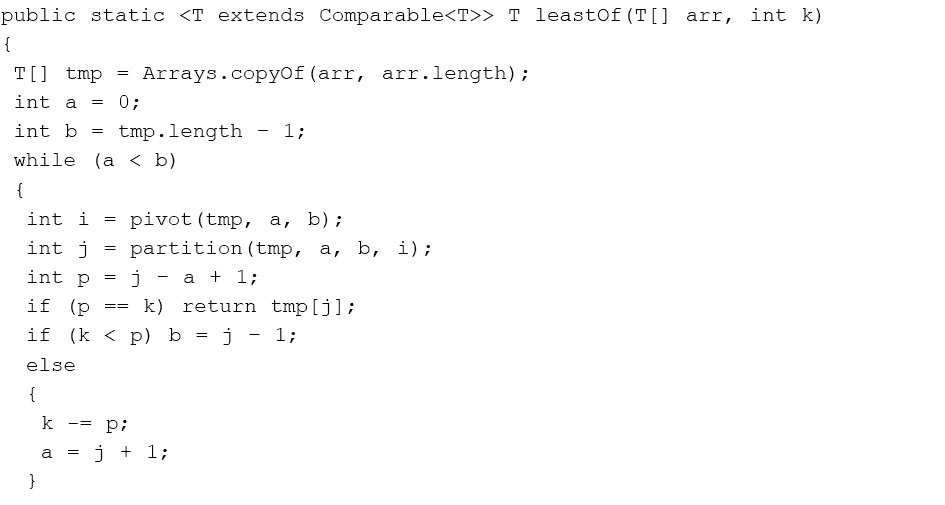 public static <T extends Comparable<T>> T leastOf(T[] arr, int k)
{
T[] tmp = Arrays.copyOf(arr, arr.length);
int a = 0;
int b = tmp.length - 1;
while (a < b)
{
int i = pivot(tmp, a, b);
int j = partition(tmp, a, b, i);
int p = j - a + 1;
if (p == k) return tmp[j];
if (k < p) b = j - 1;
else
{
k -= p;
a = j + 1;
}